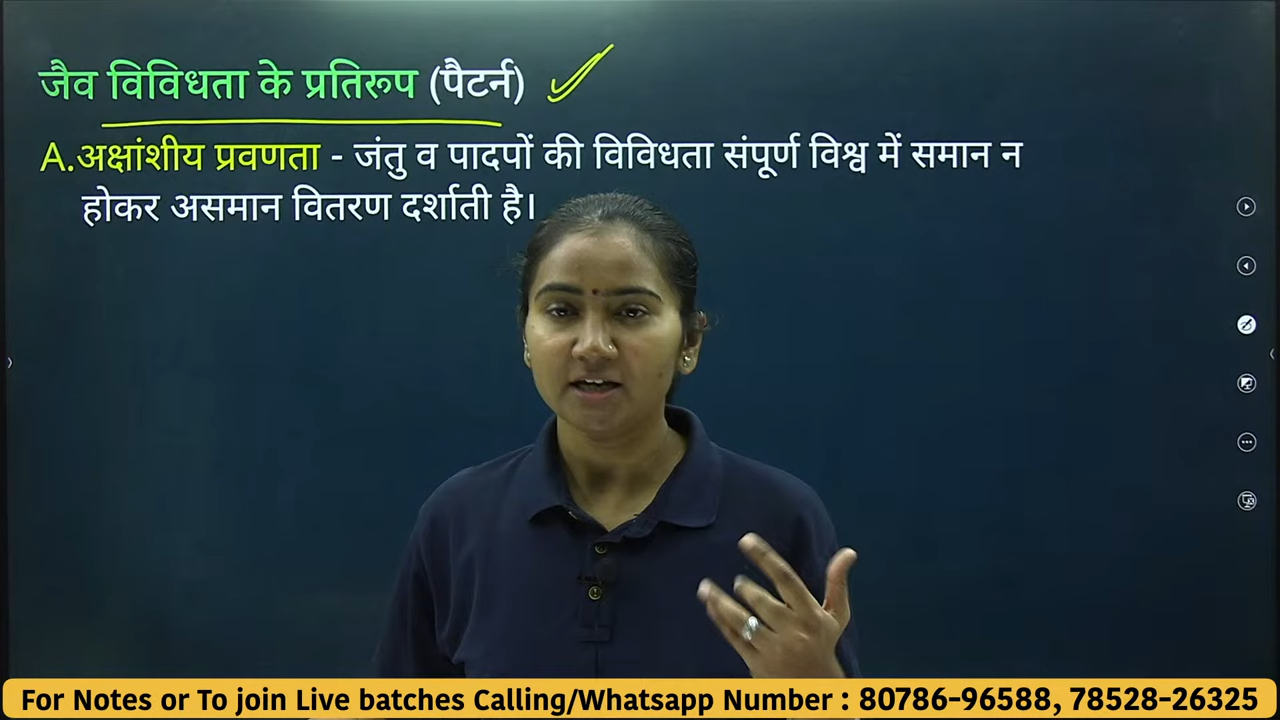 जैव विविधता के प्रतिरूप (पैटर्न)
A.अक्षांशीय प्रवणता - जंतु व पादपों की विविधता संपूर्ण विश्व में समान न
होकर असमान वितरण दर्शाती है।
For Notes or To join Live batches Calling/Whatsapp Number : 80786-96588, 78528-26325